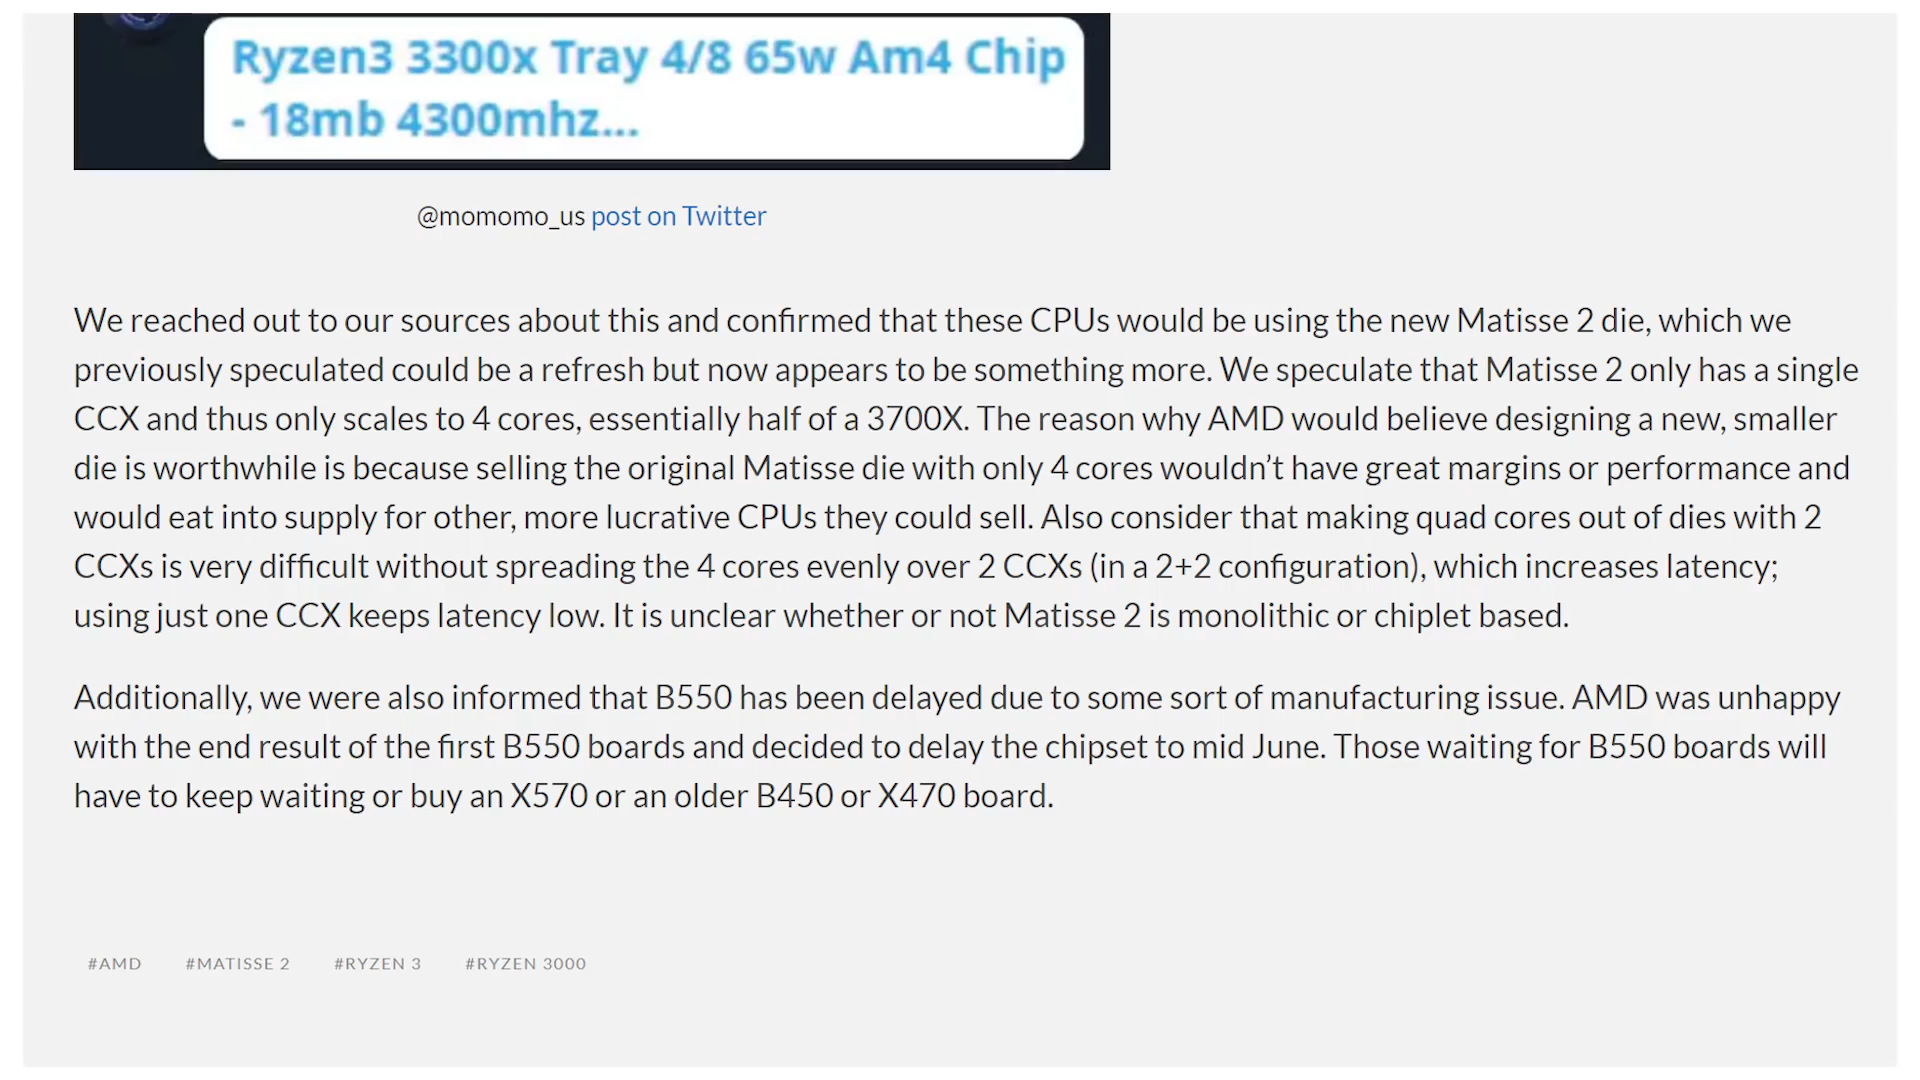 Ryzen3 3300x Tray 4/8 65w Am4 Chip
- 18mb 4300mhz...
@momomo_us post on Twitter
We reached out to our sources about this and confirmed that these CPUs would be using the new Matisse 2 die, which we
previously speculated could be a refresh but now appears to be something more. We speculate that Matisse 2 only has a single
CCX and thus only scales to 4 cores, essentially half of a 3700X. The reason why AMD would believe designing a new, smaller
die is worthwhile is because selling the original Matisse die with only 4 cores wouldn’t have great margins or performance and
would eat into supply for other, more lucrative CPUs they could sell. Also consider that making quad cores out of dies with 2
CCXs is very difficult without spreading the 4 cores evenly over 2 CCXs (in a 2+2 configuration), which increases latency;
using just one CCX keeps latency low. It is unclear whether or not Matisse 2 is monolithic or chiplet based.
Additionally, we were also informed that B550 has been delayed due to some sort of manufacturing issue. AMD was unhappy
with the end result of the first B550 boards and decided to delay the chipset to mid June. Those waiting for B550 boards will
have to keep waiting or buy an X570 or an older B450 or X470 board.
#AMD #MATISSE 2 #RYZEN 3 #RYZEN 3000